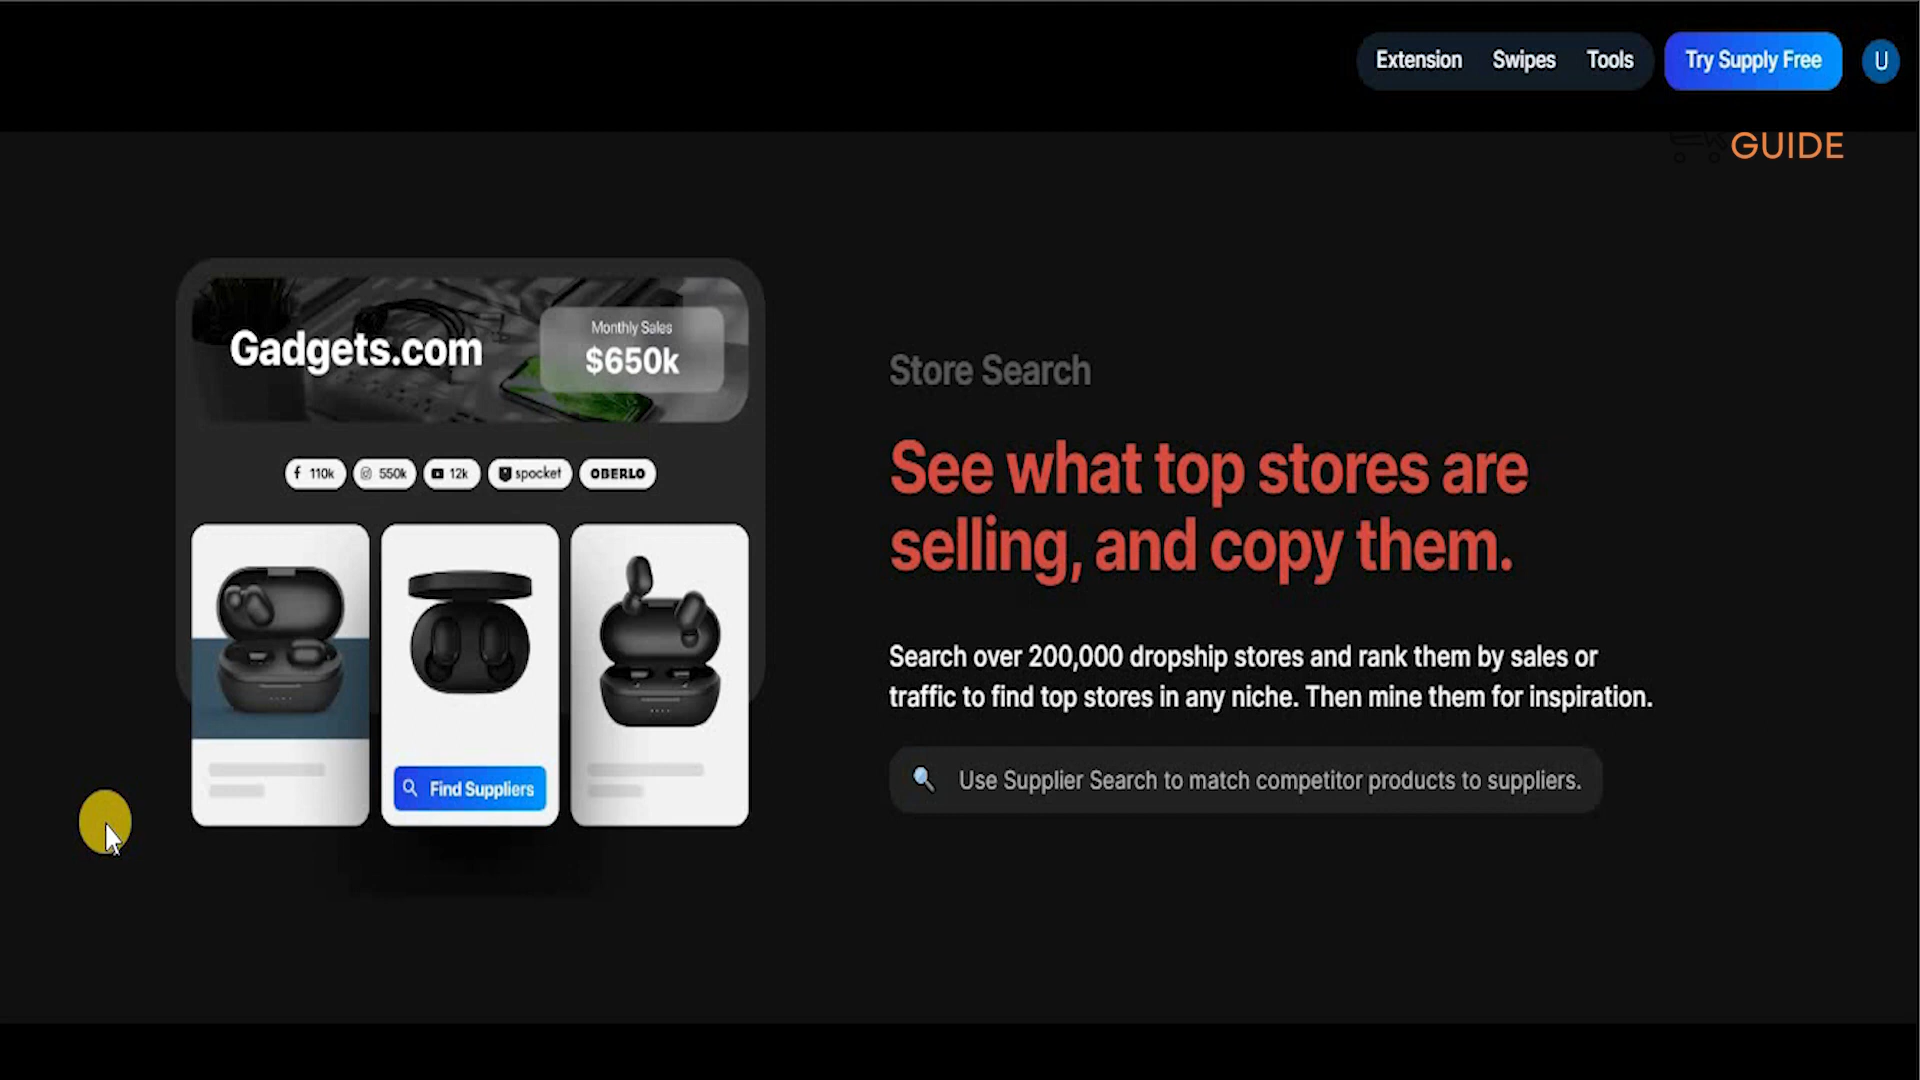 Extension Swipes Tools Try Supply Free U
GUIDE
Gadgets.com
Monthly Sales
$650k
110k 550k 12k spocket OBERLO
Find Suppliers
Store Search
See what top stores are
selling, and copy them.
Search over 200,000 dropship stores and rank them by sales or
traffic to find top stores in any niche. Then mine them for inspiration.
Use Supplier Search to match competitor products to suppliers.